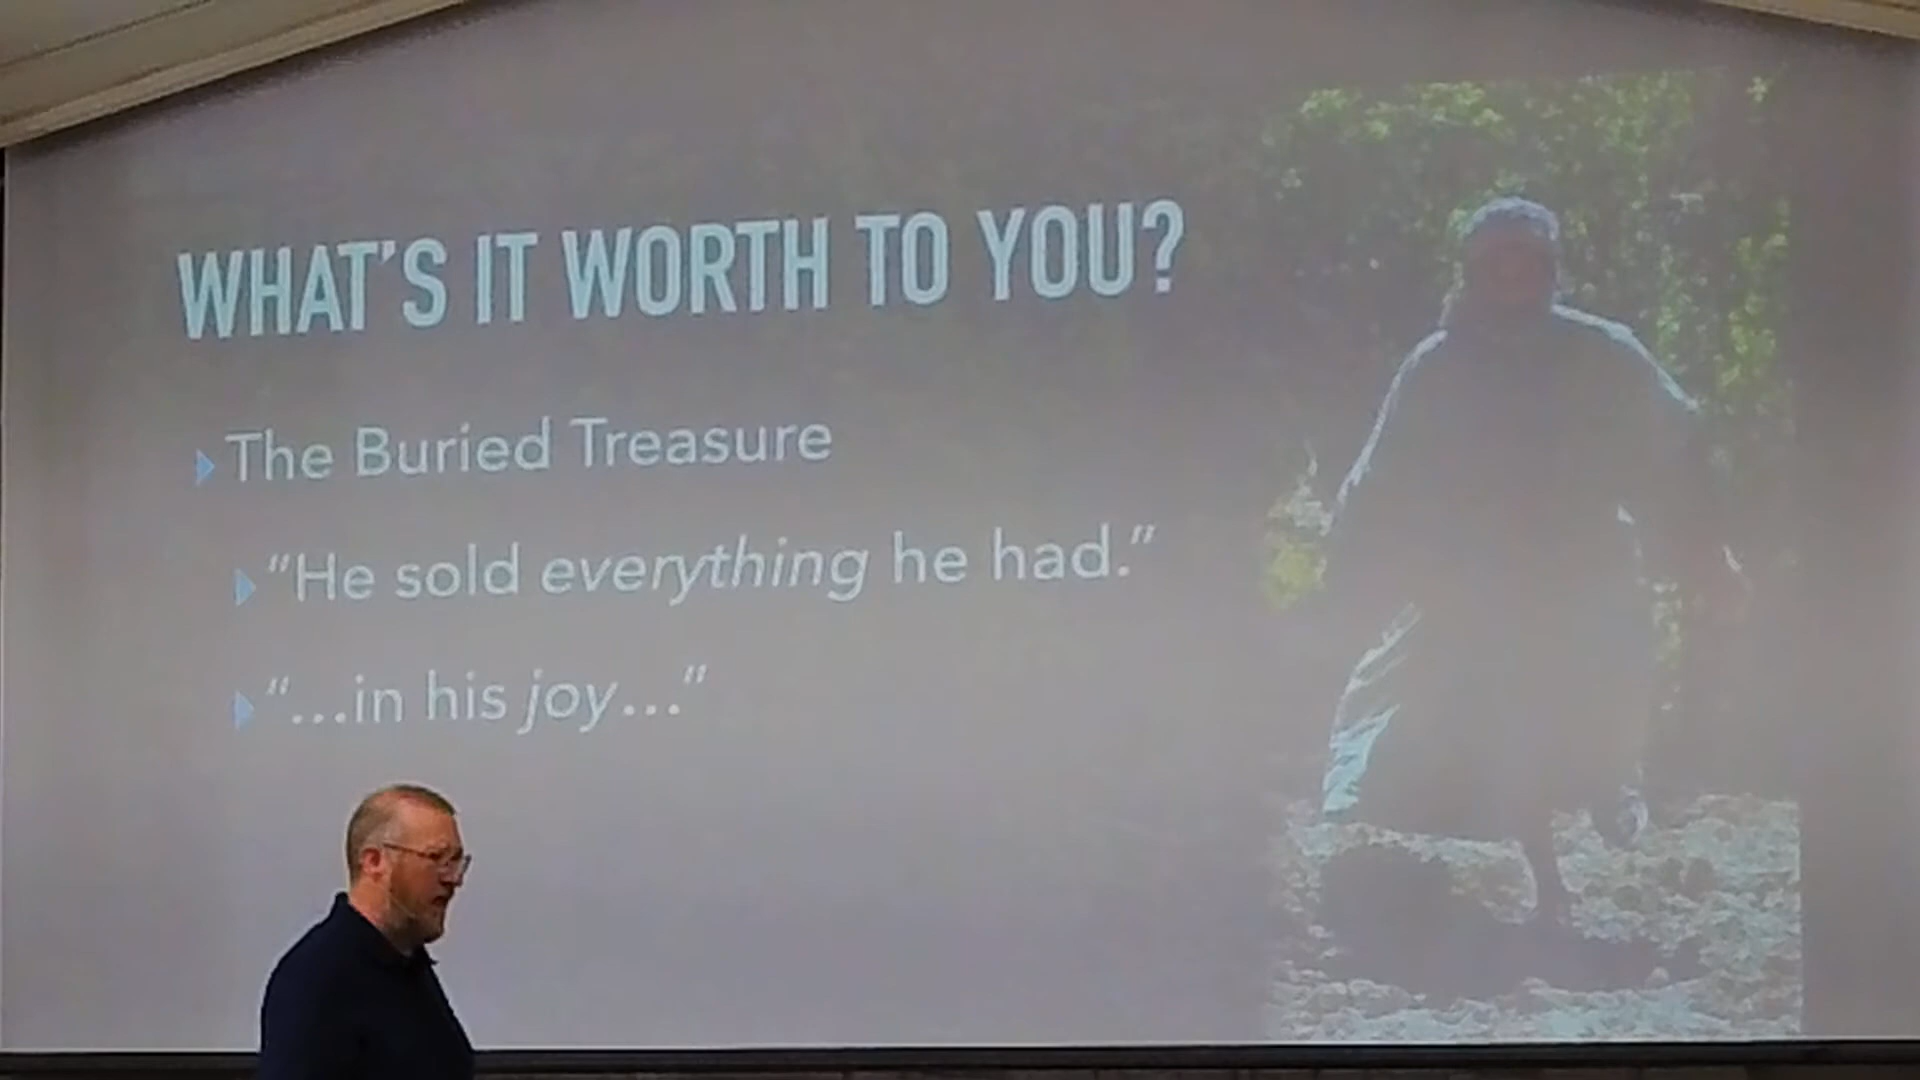 WHAT'S IT WORTH TO YOU?
The Buried Treasure
"He sold everything he had."
"...in his joy..."